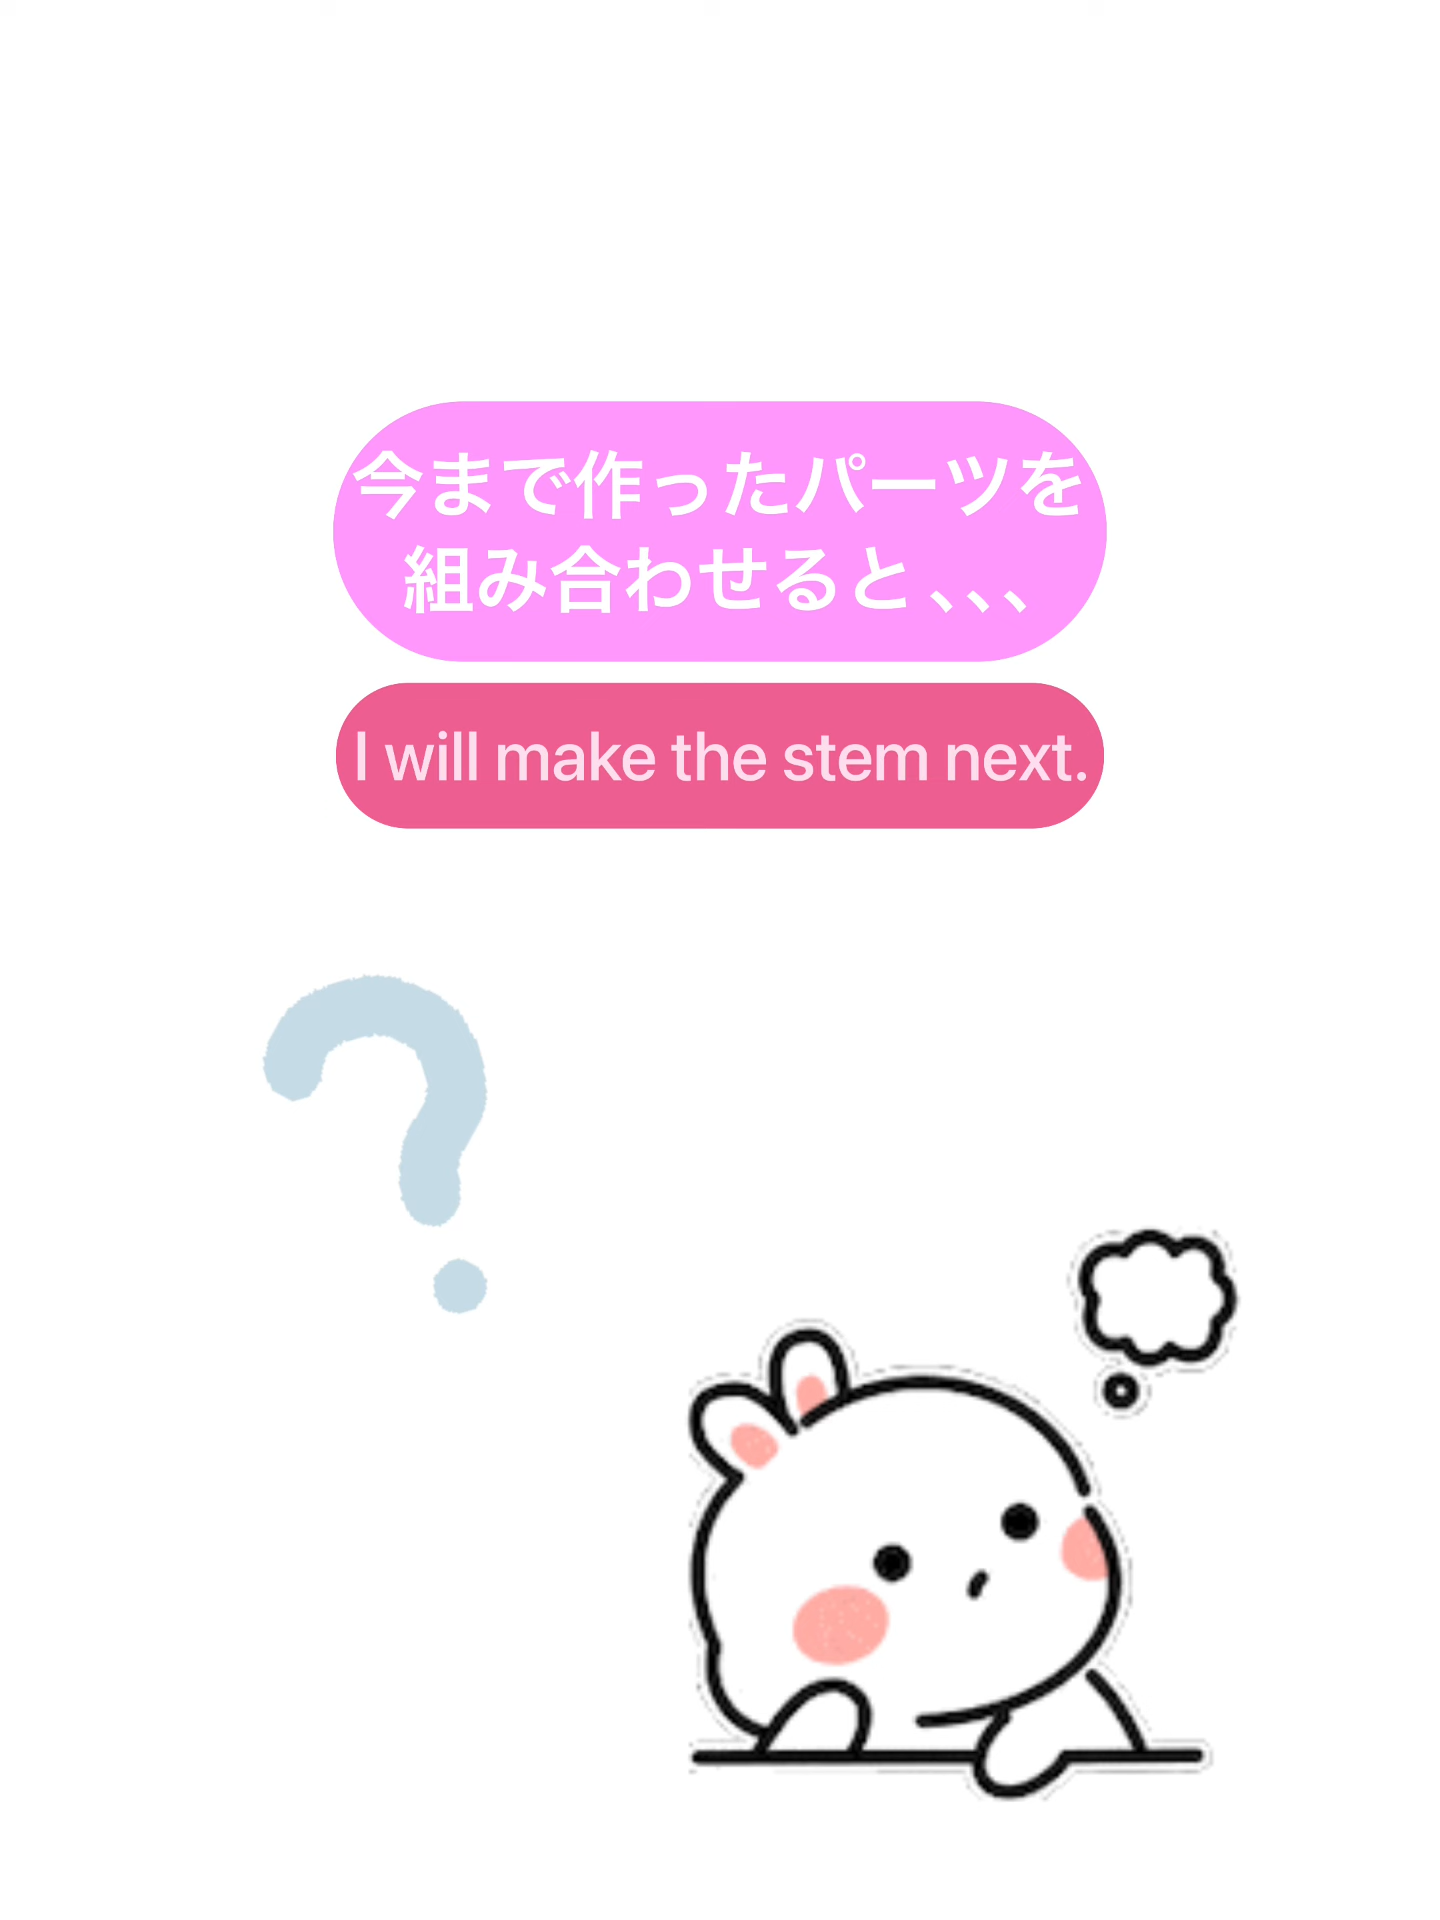 今まで作ったパーツを
組み合わせると、、、
I will make the stem next.
?